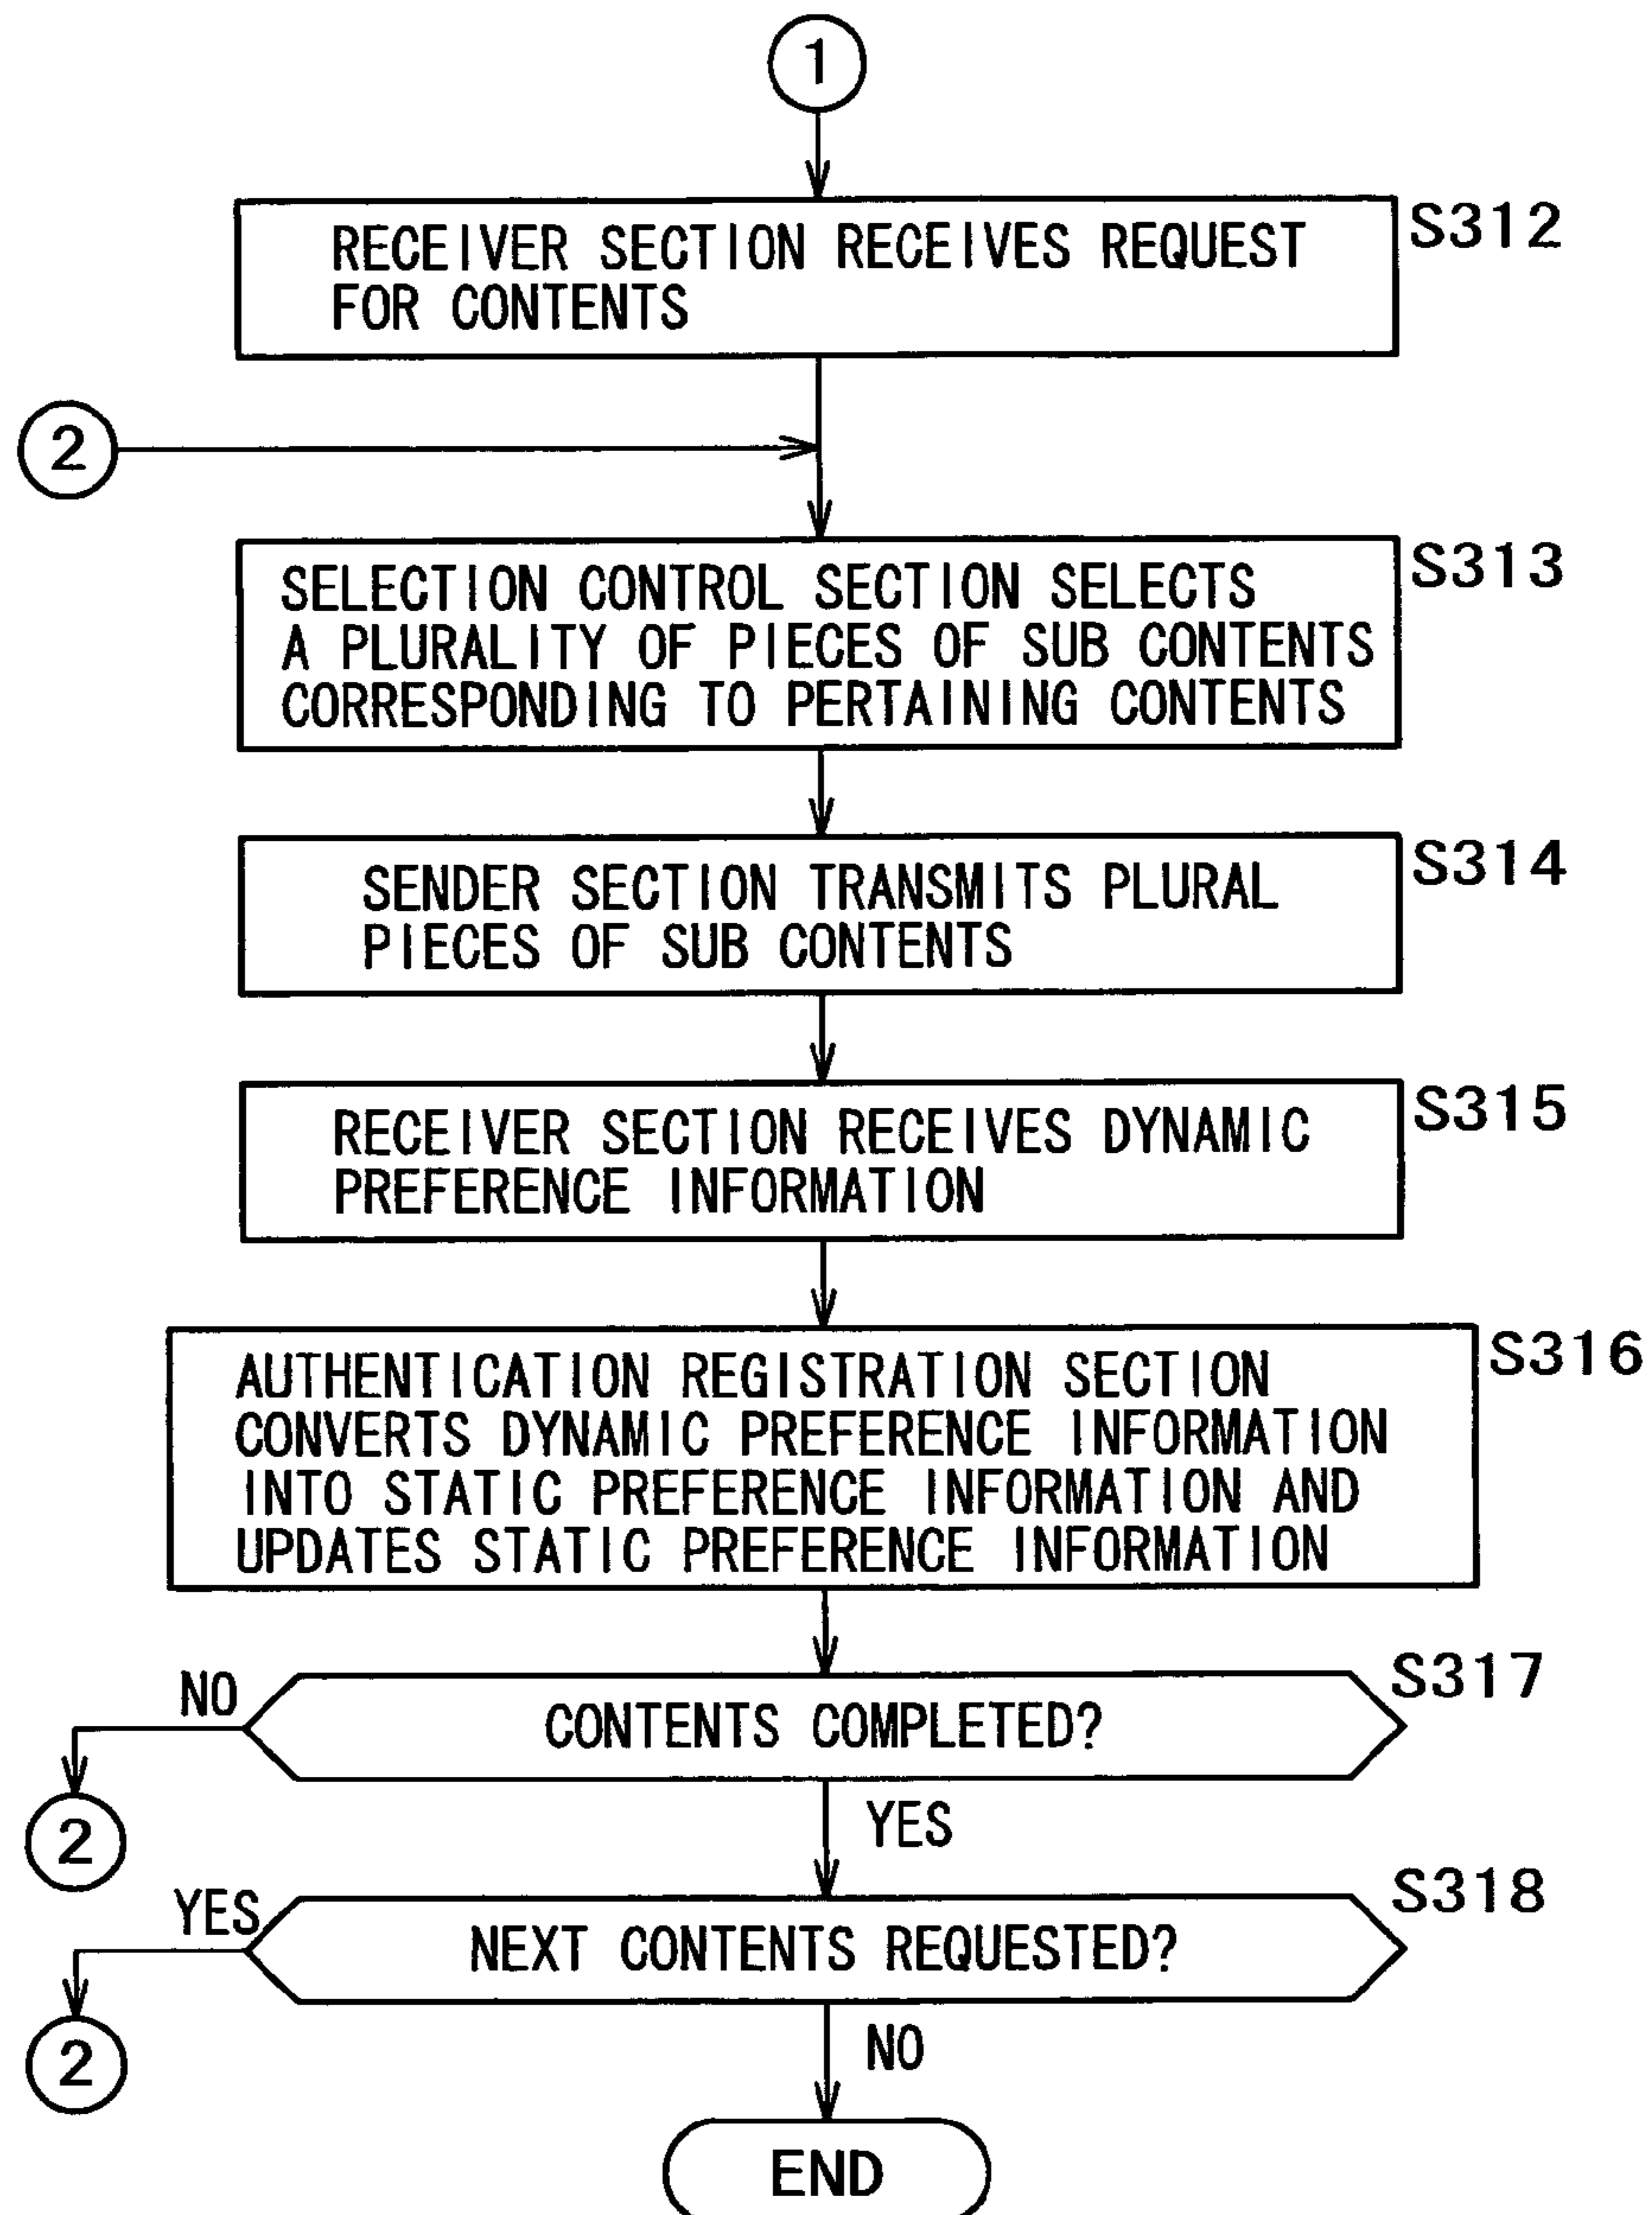 1
RECEIVER SECTION RECEIVES REQUEST
FOR CONTENTS
S312
2
SELECTION CONTROL SECTION SELECTS
A PLURALITY OF PIECES OF SUB CONTENTS
CORRESPONDING TO PERTAINING CONTENTS
S313
SENDER SECTION TRANSMITS PLURAL
PIECES OF SUB CONTENTS
S314
RECEIVER SECTION RECEIVES DYNAMIC
PREFERENCE INFORMATION
S315
AUTHENTICATION REGISTRATION SECTION
CONVERTS DYNAMIC PREFERENCE INFORMATION
INTO STATIC PREFERENCE INFORMATION AND
UPDATES STATIC PREFERENCE INFORMATION
S316
NO
CONTENTS COMPLETED?
S317
2
YES
YES
NEXT CONTENTS REQUESTED?
S318
2
NO
END